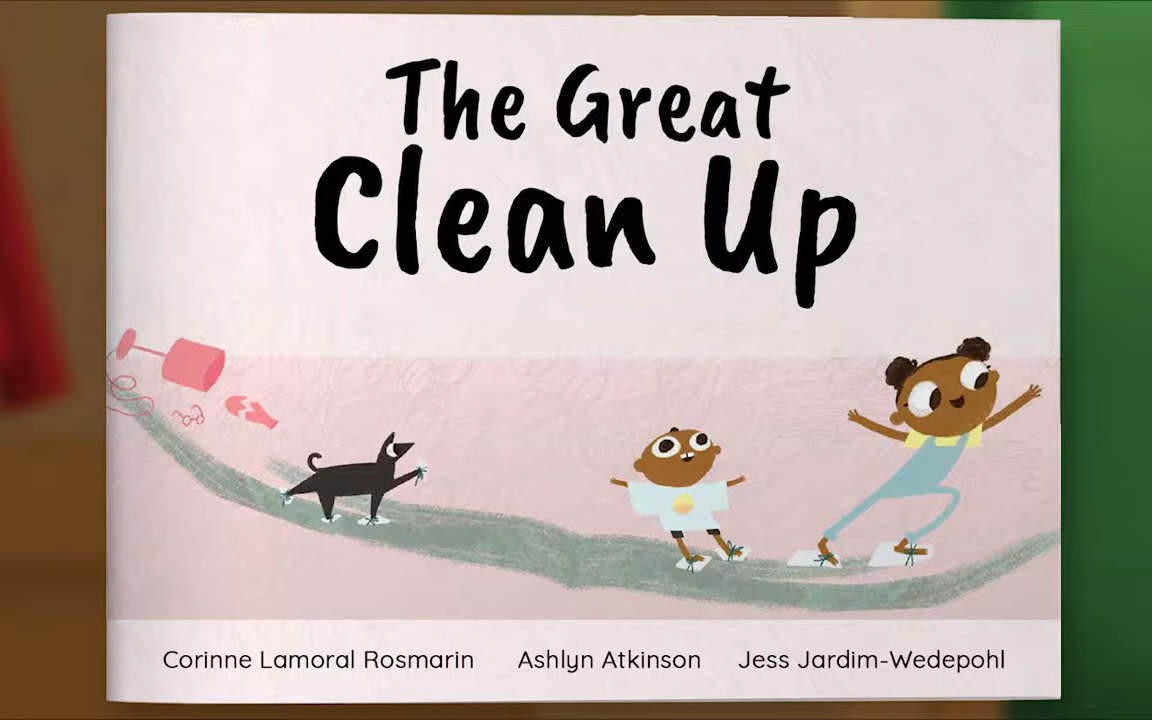 The Great
Clean Up
Corinne Lamoral Rosmarin Ashlyn Atkinson Jess Jardim-Wedepohl